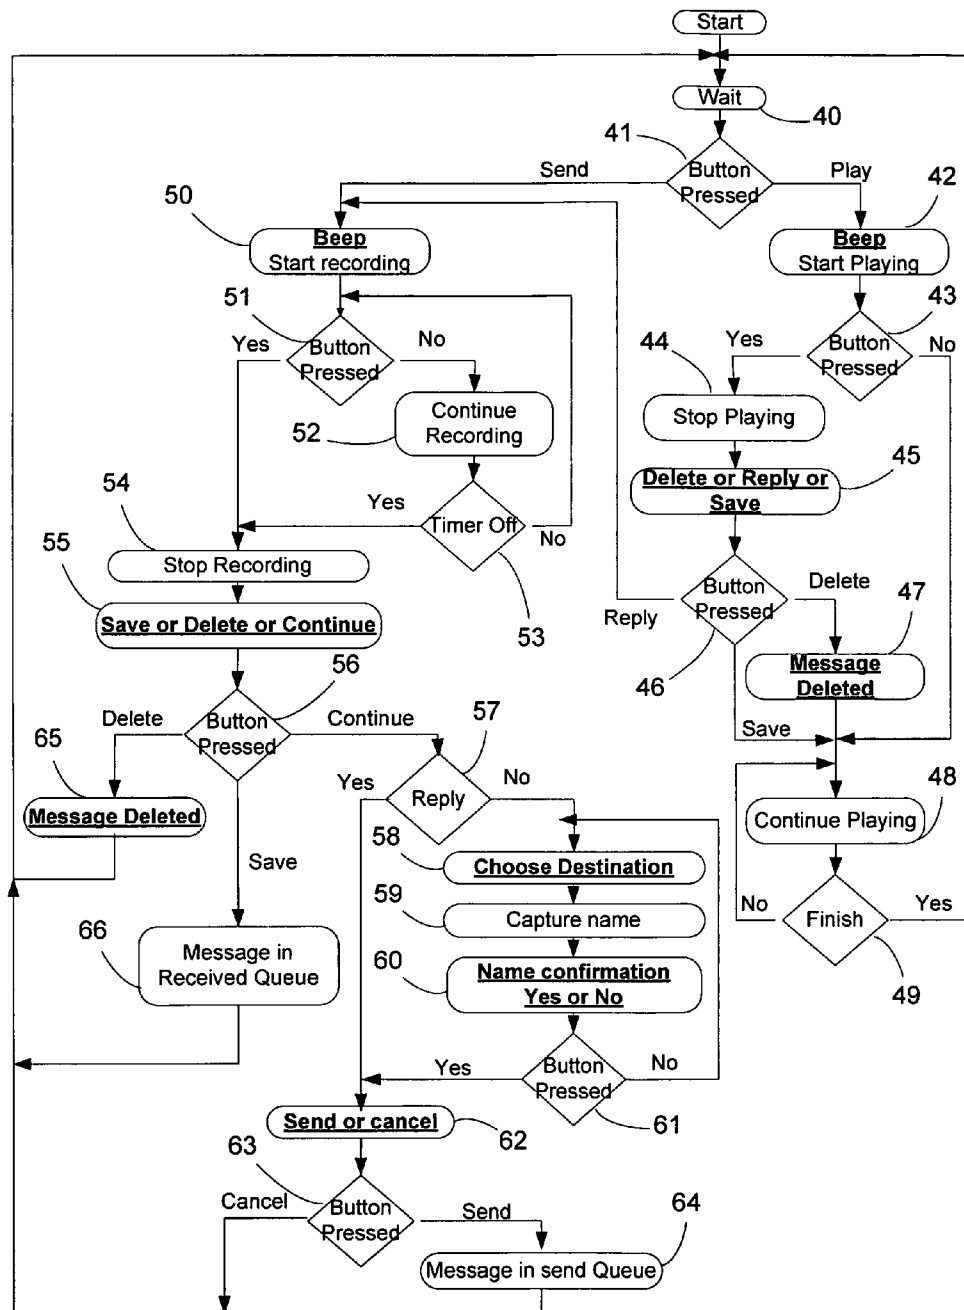 Start
Wait
40
41
Button
Pressed
Send
Play
42
50
Beep
Start recording
Beep
Start Playing
51
43
Button
Pressed
Yes
No
44
Yes
Button
Pressed
No
Continue
Recording
52
Stop Playing
45
Delete or Reply or
Save
54
Yes
Timer Off
No
53
55
Stop Recording
Save or Delete or Continue
Button
Pressed
Delete
47
Reply
46
Message
Deleted
Save
56
Button
Pressed
Delete
Continue
57
65
Yes
Reply
No
48
Message Deleted
Continue Playing
58
Choose Destination
Save
59
Capture name
No
Finish
Yes
49
66
Message in
Received Queue
60
Name confirmation
Yes or No
Yes
Button
Pressed
No
61
Send or cancel
62
63
Cancel
Button
Pressed
Send
64
Message in send Queue